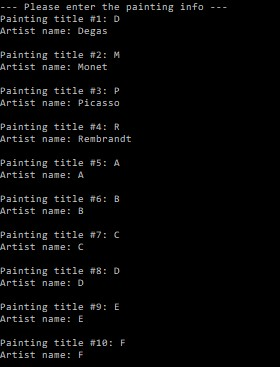 --- Please enter the painting info ---
Painting title #1: D
Artist name: Degas
Painting title #2: M
Artist name: Monet
Painting title #3: P
Artist name: Picasso
Painting title #4: R
Artist name: Rembrandt
Painting title #5: A
Artist name: A
Painting title #6: B
Artist name: B
Painting title #7: C
Artist name: C
Painting title #8: D
Artist name: D
Painting title #9: E
Artist name: E
Painting title #10: F
Artist name: F